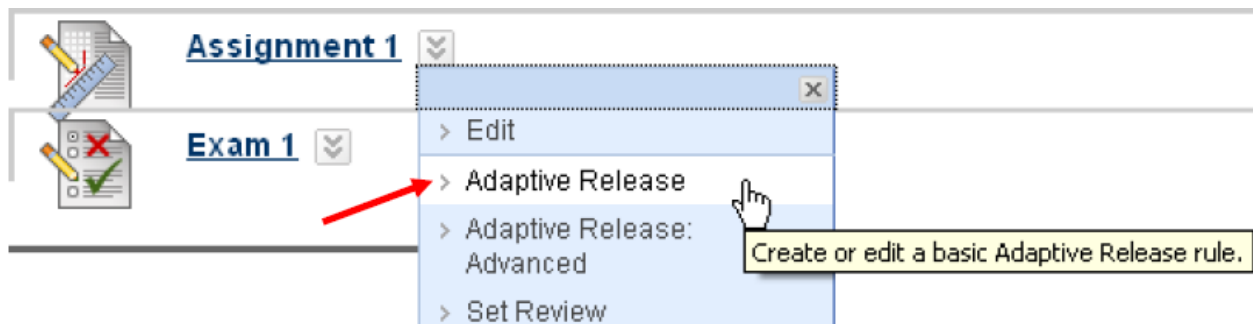 Assignment 1
Exam 1
Edit
Adaptive Release
Adaptive Release:
Advanced
Create or edit a basic Adaptive Release rule.
Set Review